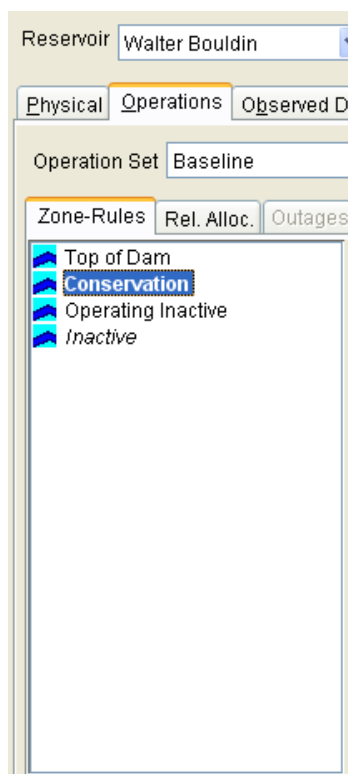 Reservoir Walter Bouldin
Physical Operations Observed D
Operation Set Baseline
Zone-Rules Rel. Alloc. Outages
Top of Dam
Conservation
Operating Inactive
Inactive